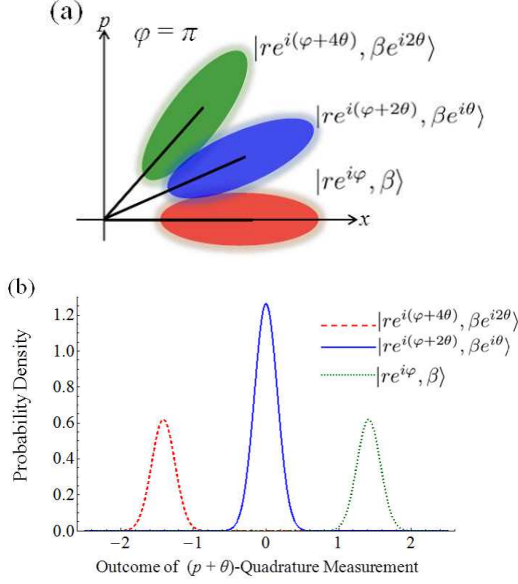 (a)
p
φ = π
|re^{i(φ+4θ)}, βe^{i2θ}⟩
|re^{i(φ+2θ)}, βe^{iθ}⟩
|re^{iφ}, β⟩
x
(b)
1.2
1.0
0.8
0.6
0.4
0.2
0.0
Probability Density
|re^{i(φ+4θ)}, βe^{i2θ}⟩
|re^{i(φ+2θ)}, βe^{iθ}⟩
|re^{iφ}, β⟩
−2 −1 0 1 2
Outcome of (p + θ)-Quadrature Measurement